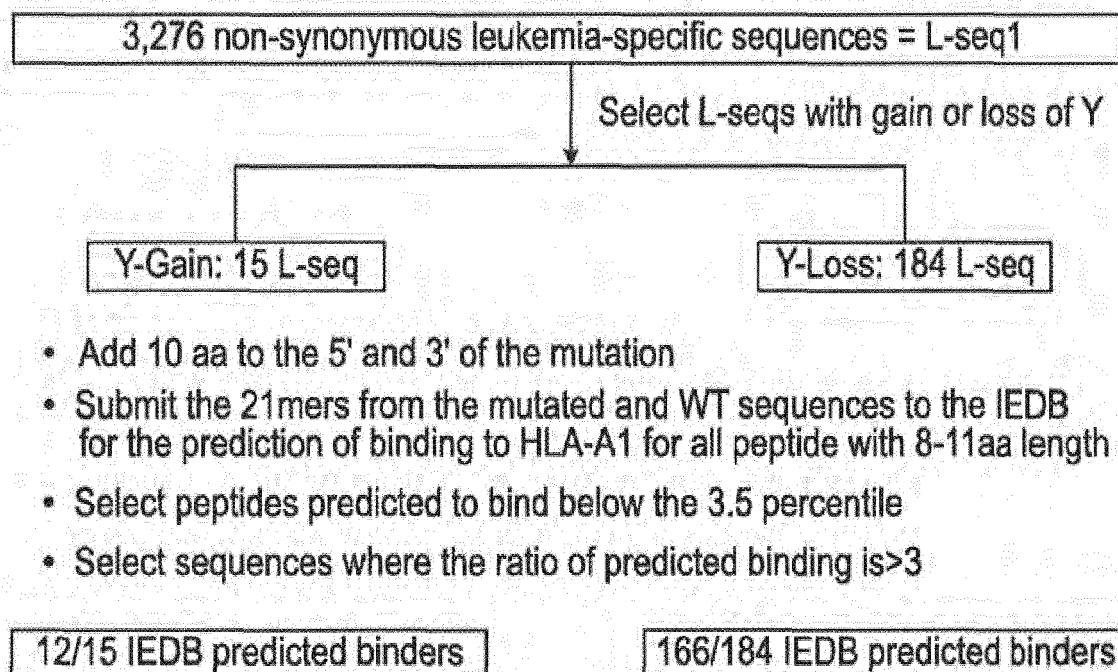 3,276 non-synonymous leukemia-specific sequences = L-seq1
Select L-seqs with gain or loss of Y
Y-Gain: 15 L-seq
Y-Loss: 184 L-seq
• Add 10 aa to the 5' and 3' of the mutation
• Submit the 21mers from the mutated and WT sequences to the IEDB
for the prediction of binding to HLA-A1 for all peptide with 8-11aa length
• Select peptides predicted to bind below the 3.5 percentile
• Select sequences where the ratio of predicted binding is>3
12/15 IEDB predicted binders
166/184 IEDB predicted binders